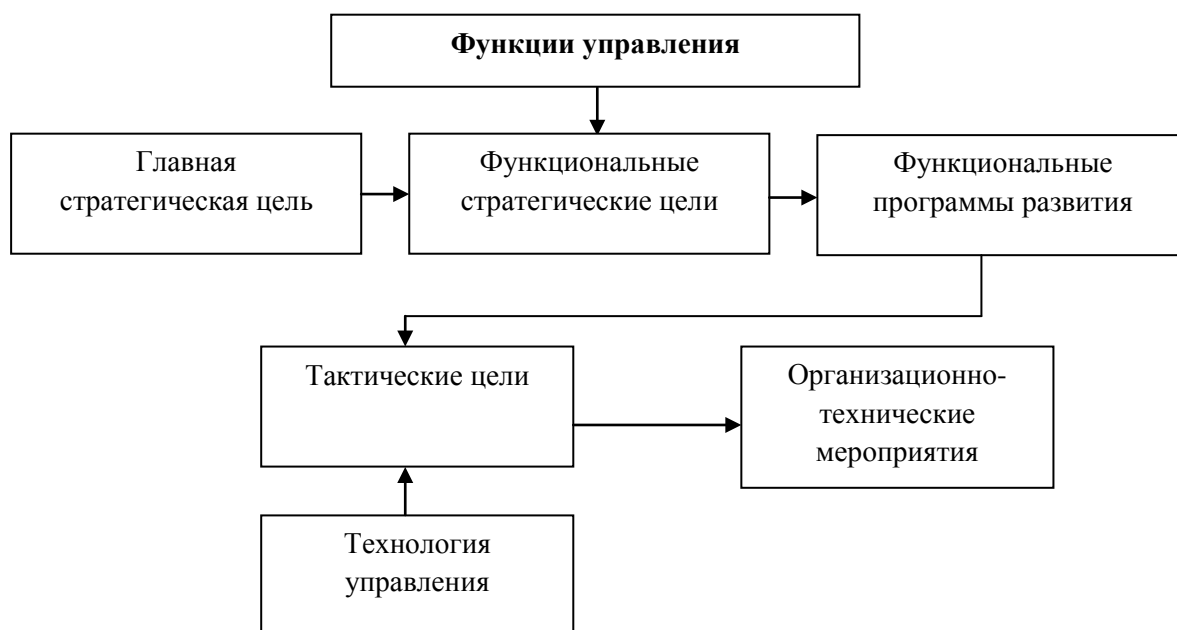 Функции управления
Главная
стратегическая цель
Функциональные
стратегические цели
Функциональные
программы развития
Тактические цели
Организационно-
технические
мероприятия
Технология
управления